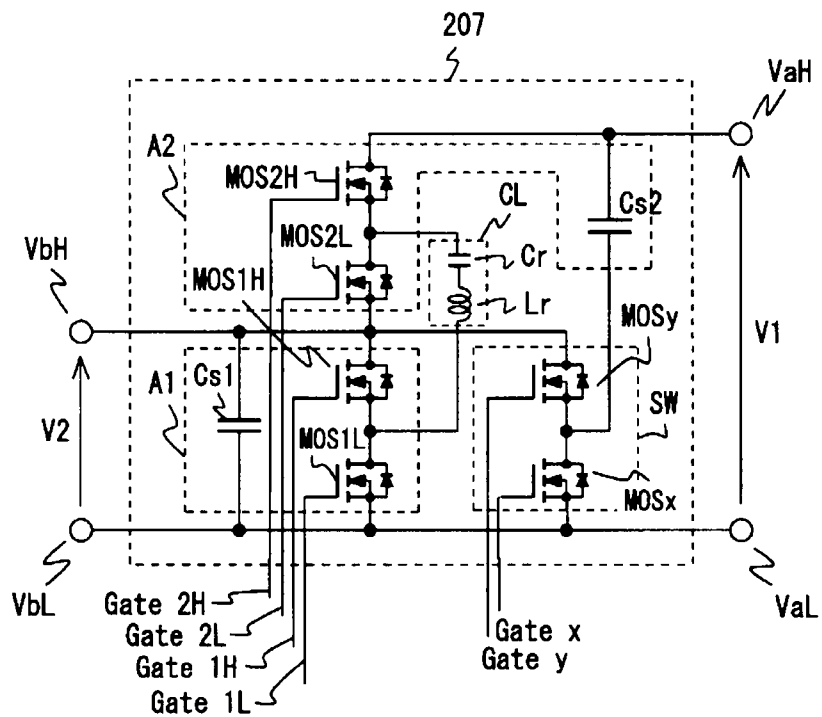 207
VaH
A2
MOS2H
CL
Cs2
VbH
MOS2L
Cr
MOS1H
Lr
MOSy
V1
A1
Cs1
SW
V2
MOS1L
MOSx
VbL
VaL
Gate 2H
Gate 2L
Gate 1H
Gate 1L
Gate x
Gate y